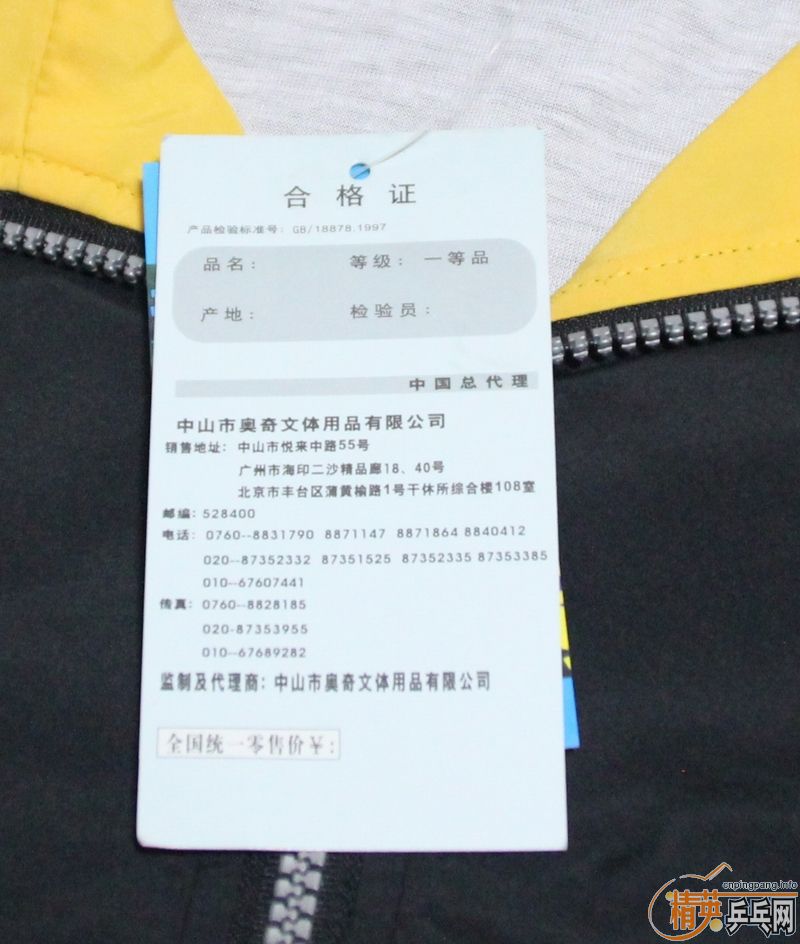 合格证
产品检验标准号：GB/18878.1997
品名： 等级：一等品
产地： 检验员：
中国总代理
中山市奥奇文体用品有限公司
销售地址：中山市悦来中路55号
广州市海印二沙精品廊18、40号
北京市丰台区蒲黄榆路1号干休所综合楼108室
邮编：528400
电话：0760--8831790 8871147 8871864 8840412
020--87352332 87351525 87352335 87353385
010--67607441
传真：0760--8828185
020-87353955
010--67689282
监制及代理商：中山市奥奇文体用品有限公司
全国统一零售价￥：
cnpingpang.info
精英乒乓网